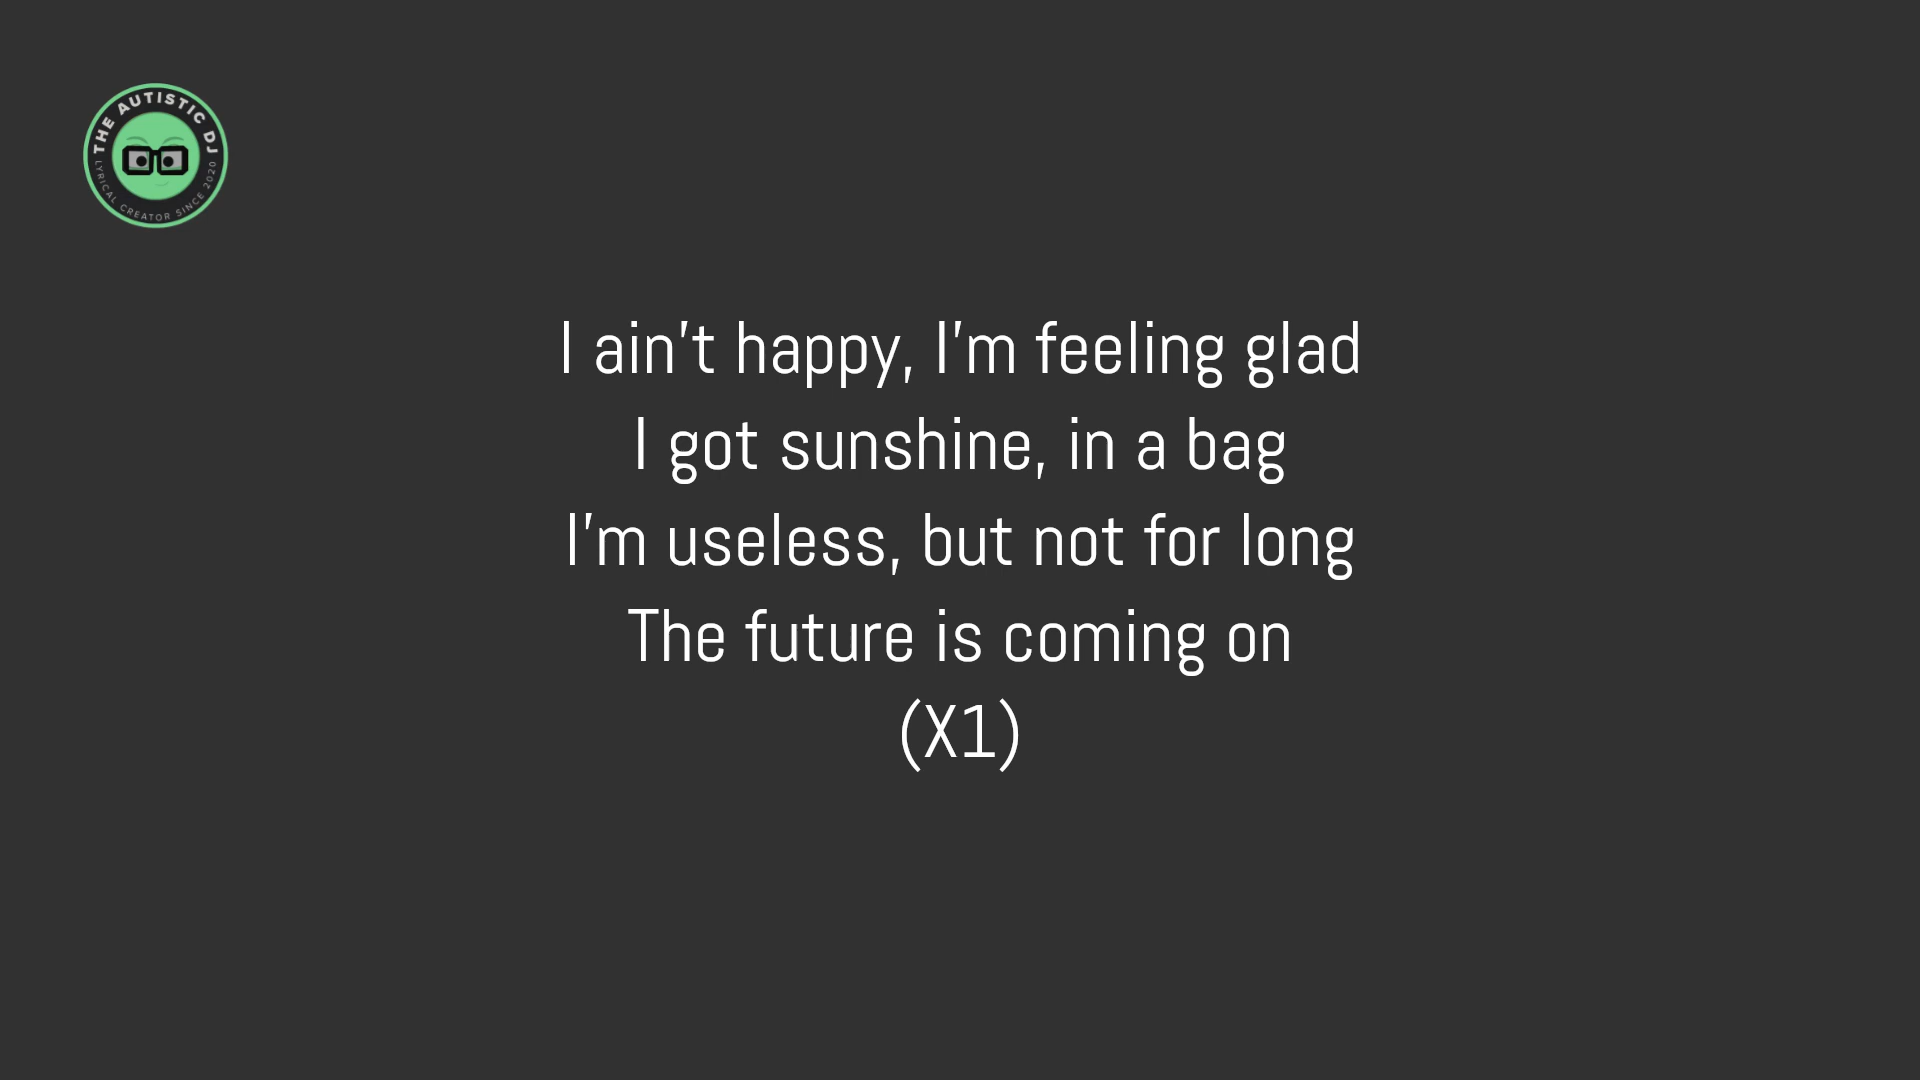 THE AUTISTIC DJ
LYRICAL CREATOR SINCE 2020
I ain't happy, I'm feeling glad
I got sunshine, in a bag
I'm useless, but not for long
The future is coming on
(X1)